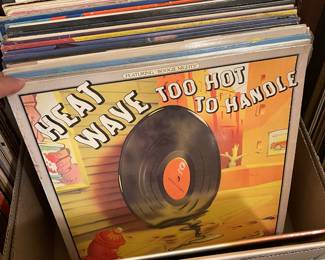 FEATURING: "BOOGIE NIGHTS"
HEAT
WAVE
TOO HOT
TO HANDLE